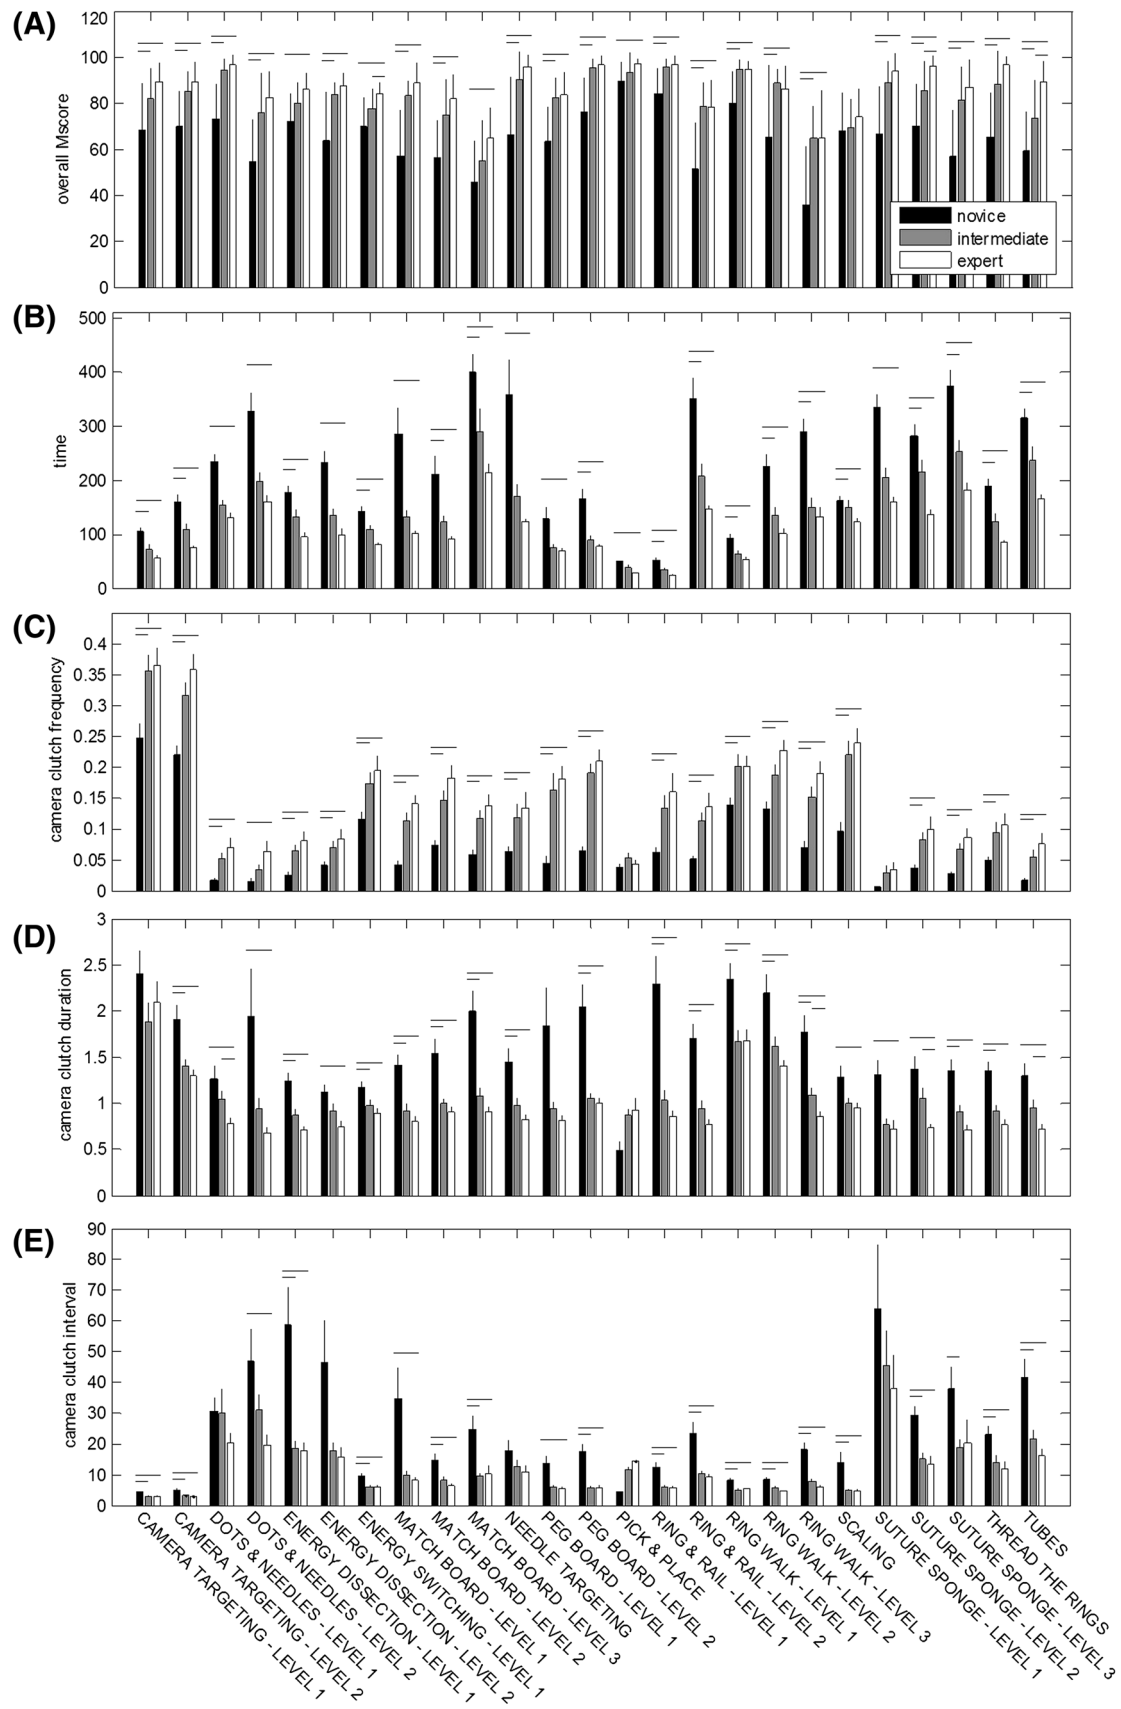 (A)
overall Mscore
120
100
80
60
40
20
0
novice
intermediate
expert
(B)
time
500
400
300
200
100
0
(C)
camera clutch frequency
0.4
0.35
0.3
0.25
0.2
0.15
0.1
0.05
0
(D)
camera clutch duration
3
2.5
2
1.5
1
0.5
0
(E)
camera clutch interval
90
80
70
60
50
40
30
20
10
0
CAMERA TARGETING - LEVEL 1
CAMERA TARGETING - LEVEL 2
DOTS & NEEDLES - LEVEL 1
DOTS & NEEDLES - LEVEL 2
ENERGY DISSECTION - LEVEL 1
ENERGY DISSECTION - LEVEL 2
ENERGY SWITCHING - LEVEL 1
MATCH BOARD - LEVEL 1
MATCH BOARD - LEVEL 2
MATCH BOARD - LEVEL 3
NEEDLE TARGETING
PEG BOARD - LEVEL 1
PEG BOARD - LEVEL 2
PICK & PLACE
RING & RAIL - LEVEL 1
RING & RAIL - LEVEL 2
RING WALK - LEVEL 1
RING WALK - LEVEL 2
RING WALK - LEVEL 3
SCALING
SUTURE SPONGE - LEVEL 1
SUTURE SPONGE - LEVEL 2
SUTURE SPONGE - LEVEL 3
THREAD THE RINGS
TUBES